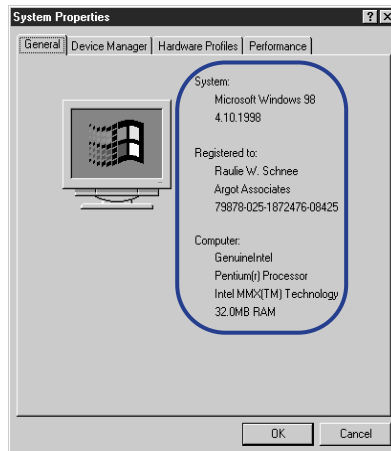 System Properties
General Device Manager Hardware Profiles Performance
System:
Microsoft Windows 98
4.10.1998
Registered to:
Raulie W. Schnee
Argot Associates
79878-025-1872476-08425
Computer:
GenuineIntel
Pentium(r) Processor
Intel MMX(TM) Technology
32.0MB RAM
OK Cancel